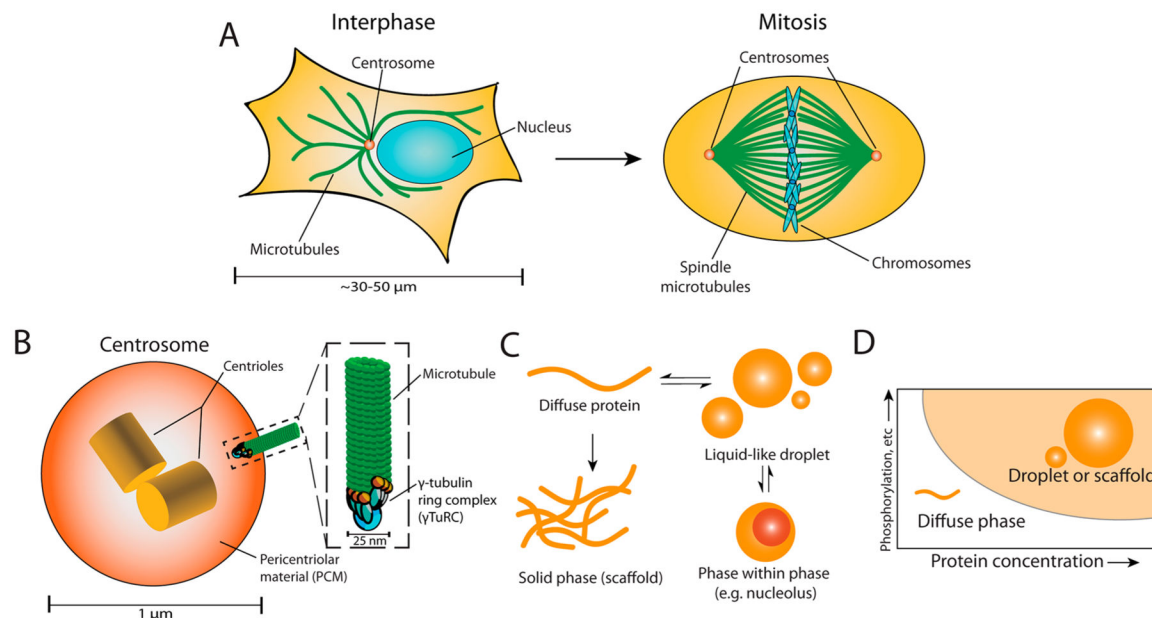 A
Interphase
Mitosis
Centrosome
Centrosomes
Nucleus
Microtubules
Spindle
microtubules
Chromosomes
~30-50 µm
B
Centrosome
Centrioles
Microtubule
γ-tubulin
ring complex
(γTuRC)
25 nm
Pericentriolar
material (PCM)
1 µm
C
Diffuse protein
Liquid-like droplet
Solid phase (scaffold)
Phase within phase
(e.g. nucleolus)
D
Phosphorylation, etc
Droplet or scaffold
Diffuse phase
Protein concentration